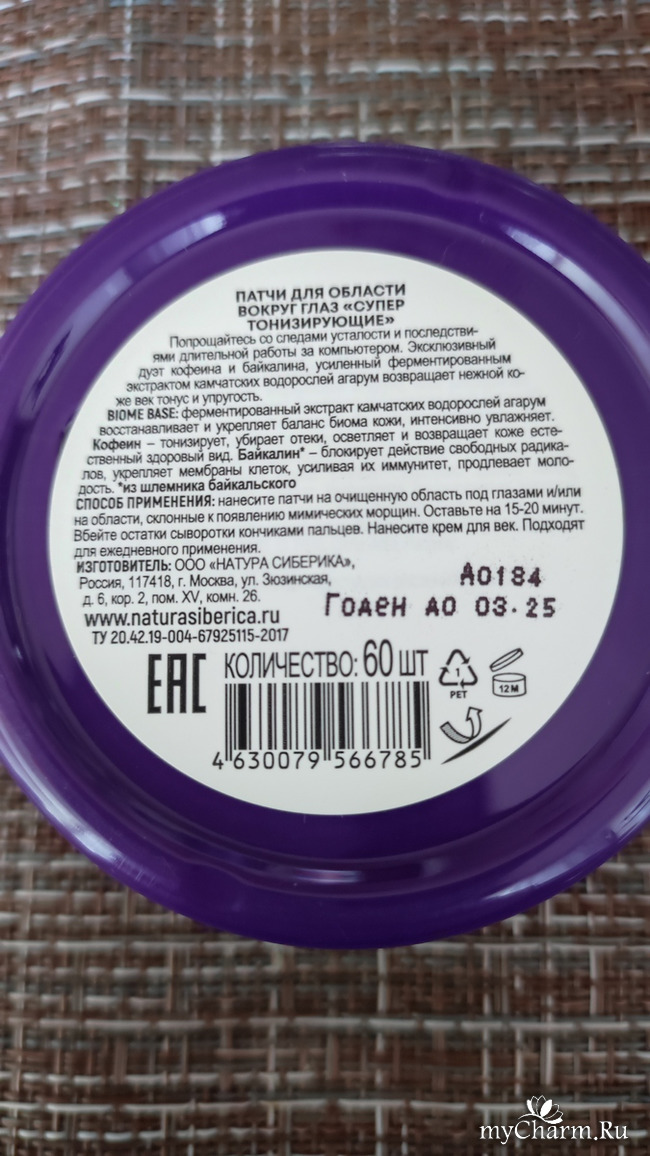 ПАТЧИ ДЛЯ ОБЛАСТИ
ВОКРУГ ГЛАЗ «СУПЕР
ТОНИЗИРУЮЩИЕ»
Попрощайтесь со следами усталости и последстви-
ями длительной работы за компьютером. Эксклюзивный
дуэт кофеина и байкалина, усиленный ферментированным
экстрактом камчатских водорослей агарум возвращает нежной ко-
же век тонус и упругость.
BIOME BASE: ферментированный экстракт камчатских водорослей агарум
восстанавливает и укрепляет баланс биома кожи, интенсивно увлажняет.
Кофеин – тонизирует, убирает отеки, осветляет и возвращает коже есте-
ственный здоровый вид. Байкалин* – блокирует действие свободных радика-
лов, укрепляет мембраны клеток, усиливая их иммунитет, продлевает моло-
дость. *из шлемника байкальского
СПОСОБ ПРИМЕНЕНИЯ: нанесите патчи на очищенную область под глазами и/или
на области, склонные к появлению мимических морщин. Оставьте на 15-20 минут.
Вбейте остатки сыворотки кончиками пальцев. Нанесите крем для век. Подходят
для ежедневного применения.
ИЗГОТОВИТЕЛЬ: ООО «НАТУРА СИБЕРИКА»,
Россия, 117418, г. Москва, ул. Зюзинская,
д. 6, кор. 2, пом. XV, комн. 26.
www.naturasiberica.ru
ТУ 20.42.19-004-67925115-2017
А0184
Годен до 03.25
EAC
КОЛИЧЕСТВО: 60 ШТ
1
PET
12 M
4 630079 566785
myCharm.Ru